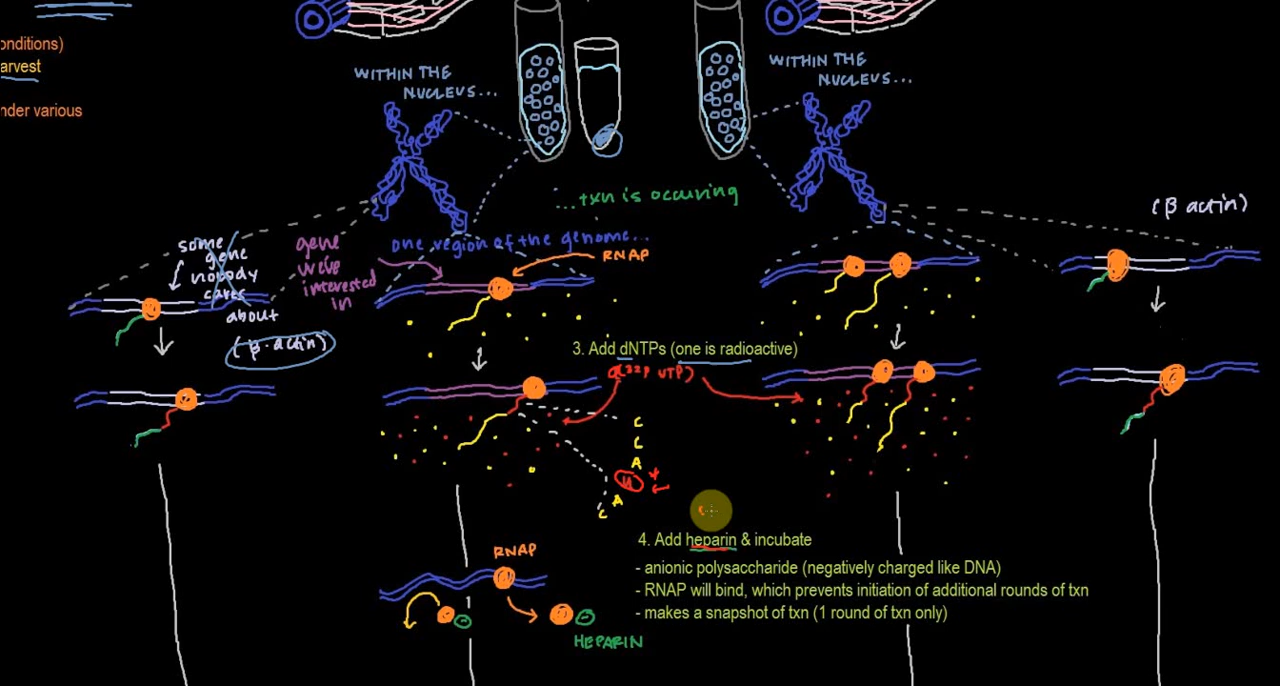 onditions)
arvest
nder various
WITHIN THE
NUCLEUS...
WITHIN THE
NUCLEUS...
...txn is occuring
(β actin)
some
gene
nobody
cares
about
(β-actin)
gene
we're
interested
in
one region of the genome...
RNAP
3. Add dNTPs (one is radioactive)
α(32P UTP)
C
C
A
U *
A
C
4. Add heparin & incubate
- anionic polysaccharide (negatively charged like DNA)
- RNAP will bind, which prevents initiation of additional rounds of txn
- makes a snapshot of txn (1 round of txn only)
RNAP
HEPARIN